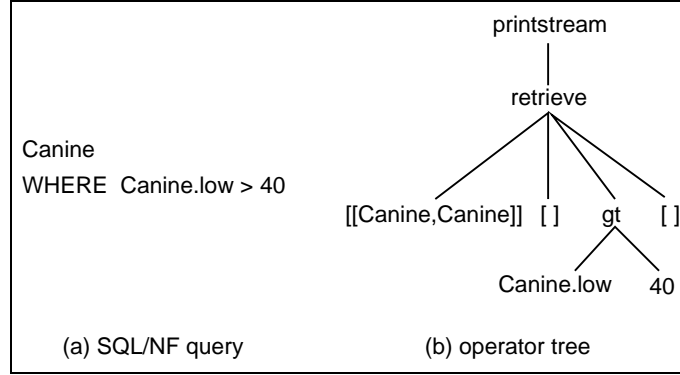 Canine
WHERE Canine.low > 40
(a) SQL/NF query
printstream
retrieve
[[Canine,Canine]] [ ] gt [ ]
Canine.low 40
(b) operator tree